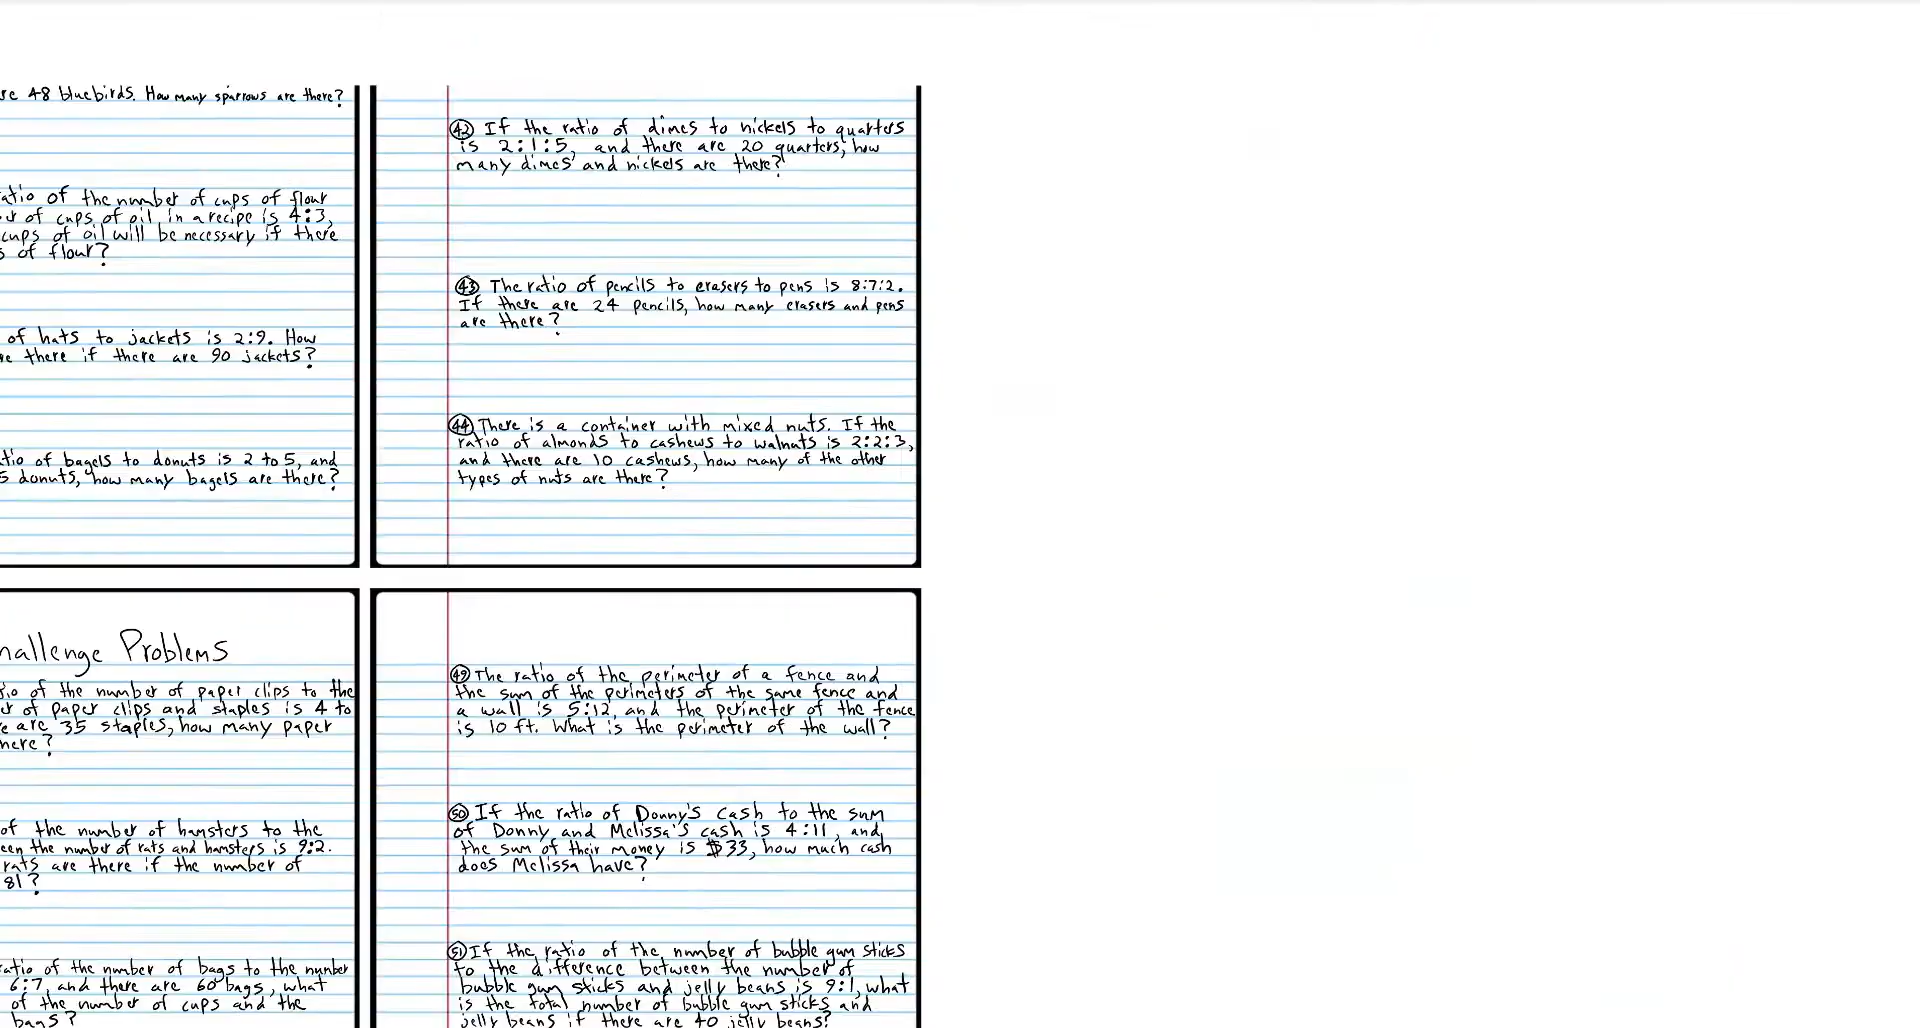 re 48 bluebirds. How many sparrows are there?
atio of the number of cups of flour
of cups of oil in a recipe is 4:3,
cups of oil will be necessary if there
s of flour?
of hats to jackets is 2:9. How
re there if there are 90 jackets?
tio of bagels to donuts is 2 to 5, and
5 donuts, how many bagels are there?
42 If the ratio of dimes to nickels to quarters
is 2:1:5, and there are 20 quarters, how
many dimes and nickels are there?
43 The ratio of pencils to erasers to pens is 8:7:2.
If there are 24 pencils, how many erasers and pens
are there?
44 There is a container with mixed nuts. If the
ratio of almonds to cashews to walnuts is 2:2:3,
and there are 10 cashews, how many of the other
types of nuts are there?
hallenge Problems
tio of the number of paper clips to the
er of paper clips and staples is 4 to
e are 35 staples, how many paper
here?
of the number of hamsters to the
een the number of rats and hamsters is 9:2.
rats are there if the number of
81?
atio of the number of bags to the number
6:7, and there are 60 bags, what
of the number of cups and the
bags?
49 The ratio of the perimeter of a fence and
the sum of the perimeters of the same fence and
a wall is 5:12, and the perimeter of the fence
is 10 ft. What is the perimeter of the wall?
50 If the ratio of Donny's cash to the sum
of Donny and Melissa's cash is 4:11, and
the sum of their money is $33, how much cash
does Melissa have?
51 If the ratio of the number of bubble gum sticks
to the difference between the number of
bubble gum sticks and jelly beans is 9:1, what
is the total number of bubble gum sticks and
jelly beans if there are 40 jelly beans?